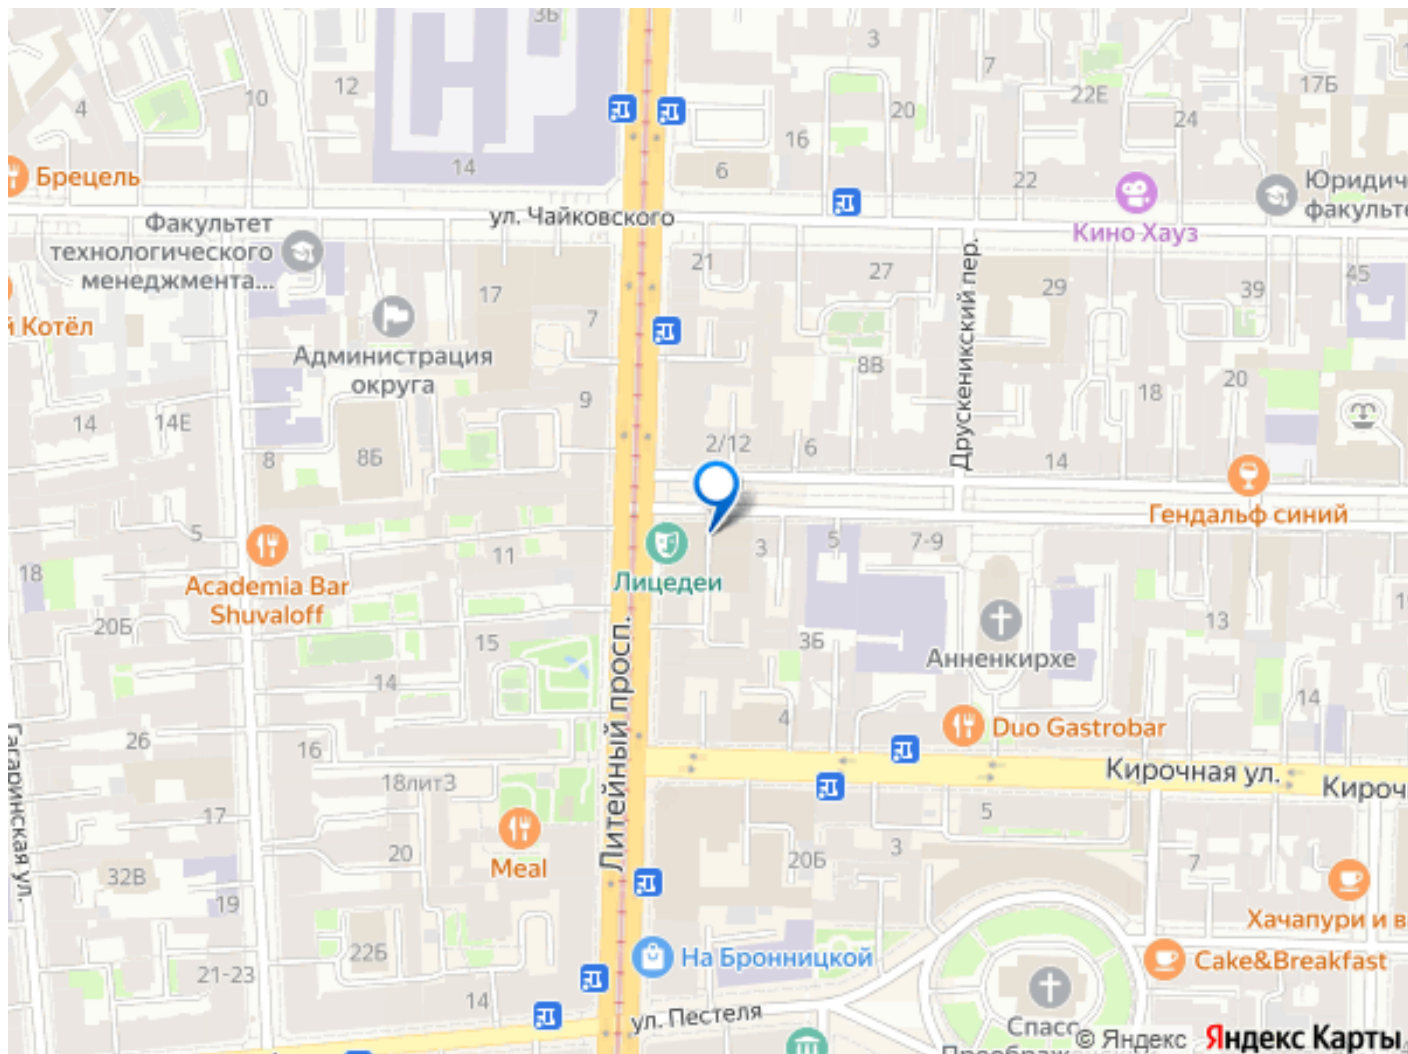 3Б
3
7
12
4
10
22Е
17Б
20
24
16
14
6
22
Брецель
Юридич
факульте
ул. Чайковского
Кино Хауз
Факультет
технологического
менеджмента...
21
27
29
39
45
17
7
й Котёл
Администрация
округа
Друскеникский пер.
8В
18
20
9
14
14Е
8
8Б
2/12
6
14
Гендальф синий
5
11
3
5
7-9
18
Academia Bar
Shuvaloff
Лицедеи
20Б
15
3Б
Анненкирхе
13
14
14
4
Duo Gastrobar
26
16
Литейный просп.
Гагаринская ул.
18лит3
Кирочная ул.
Кироч
17
5
20
Meal
20Б
3
7
32В
19
Хачапури и в
22Б
21-23
14
На Бронницкой
Cake&Breakfast
ул. Пестеля
Спасо
Преображ
© Яндекс Яндекс Карты